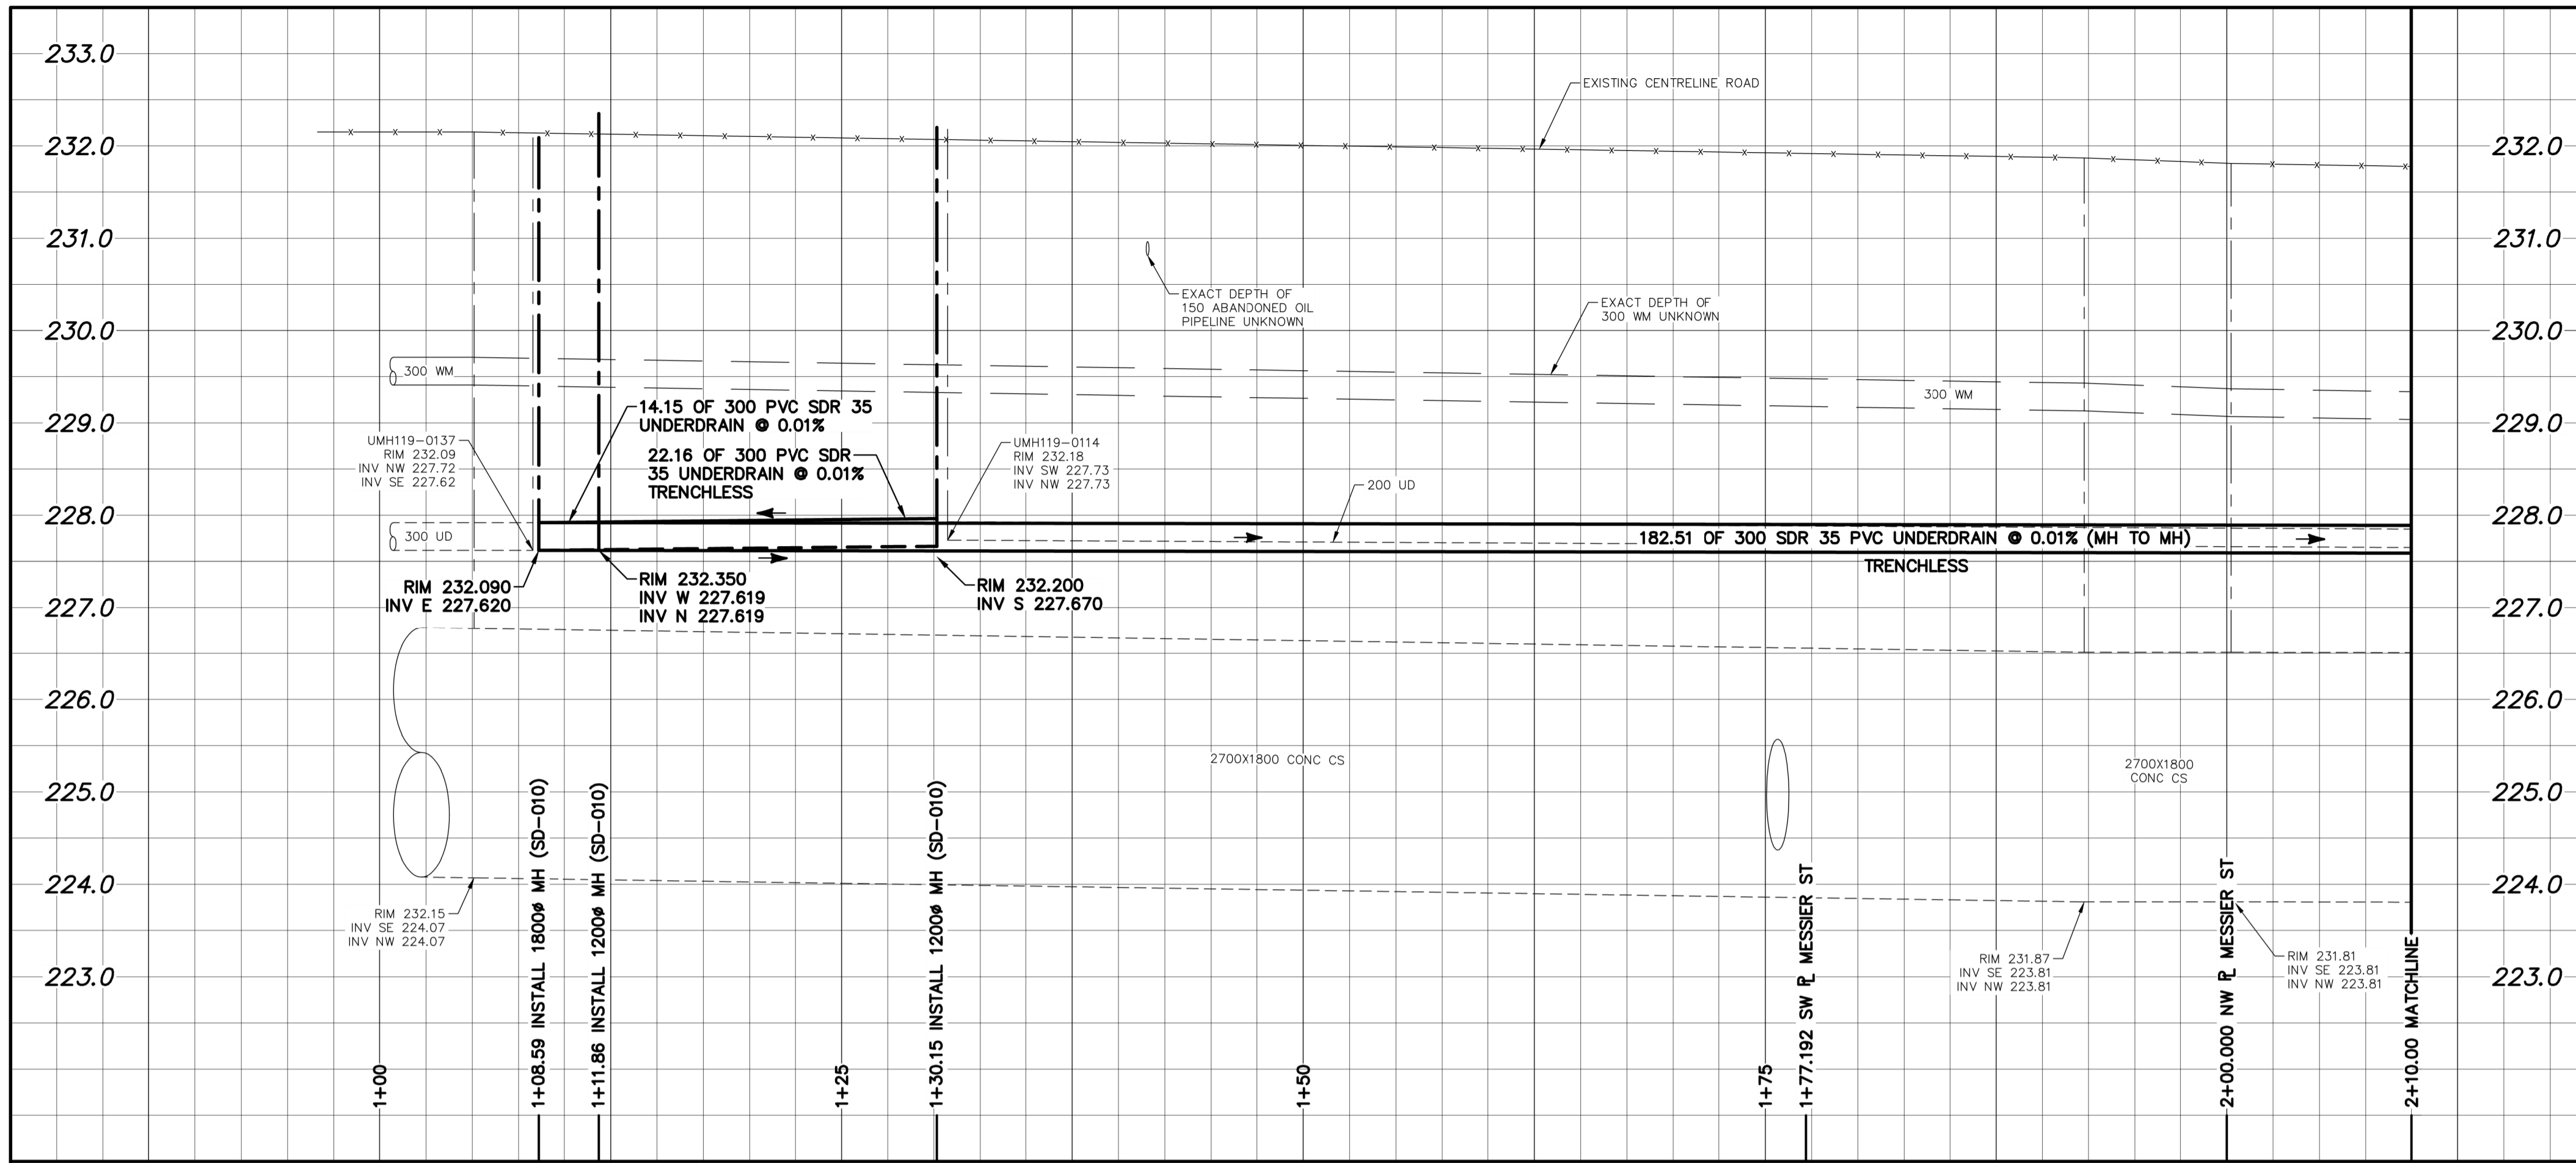 233.0
232.0
231.0
230.0
229.0
228.0
227.0
226.0
225.0
224.0
223.0
EXISTING CENTRELINE ROAD
EXACT DEPTH OF
150 ABANDONED OIL
PIPELINE UNKNOWN
EXACT DEPTH OF
300 WM UNKNOWN
300 WM
300 WM
14.15 OF 300 PVC SDR 35
UNDERDRAIN @ 0.01%
22.16 OF 300 PVC SDR
35 UNDERDRAIN @ 0.01%
TRENCHLESS
UMH119-0137
RIM 232.09
INV NW 227.72
INV SE 227.62
UMH119-0114
RIM 232.18
INV SW 227.73
INV NW 227.73
200 UD
300 UD
182.51 OF 300 SDR 35 PVC UNDERDRAIN @ 0.01% (MH TO MH)
TRENCHLESS
RIM 232.090
INV E 227.620
RIM 232.350
INV W 227.619
INV N 227.619
RIM 232.200
INV S 227.670
2700X1800 CONC CS
2700X1800
CONC CS
RIM 232.15
INV SE 224.07
INV NW 224.07
RIM 231.87
INV SE 223.81
INV NW 223.81
RIM 231.81
INV SE 223.81
INV NW 223.81
1+00
1+08.59 INSTALL 1800ø MH (SD-010)
1+11.86 INSTALL 1200ø MH (SD-010)
1+25
1+30.15 INSTALL 1200ø MH (SD-010)
1+50
1+75
1+77.192 SW PL MESSIER ST
2+00.000 NW PL MESSIER ST
2+10.00 MATCHLINE
232.0
231.0
230.0
229.0
228.0
227.0
226.0
225.0
224.0
223.0